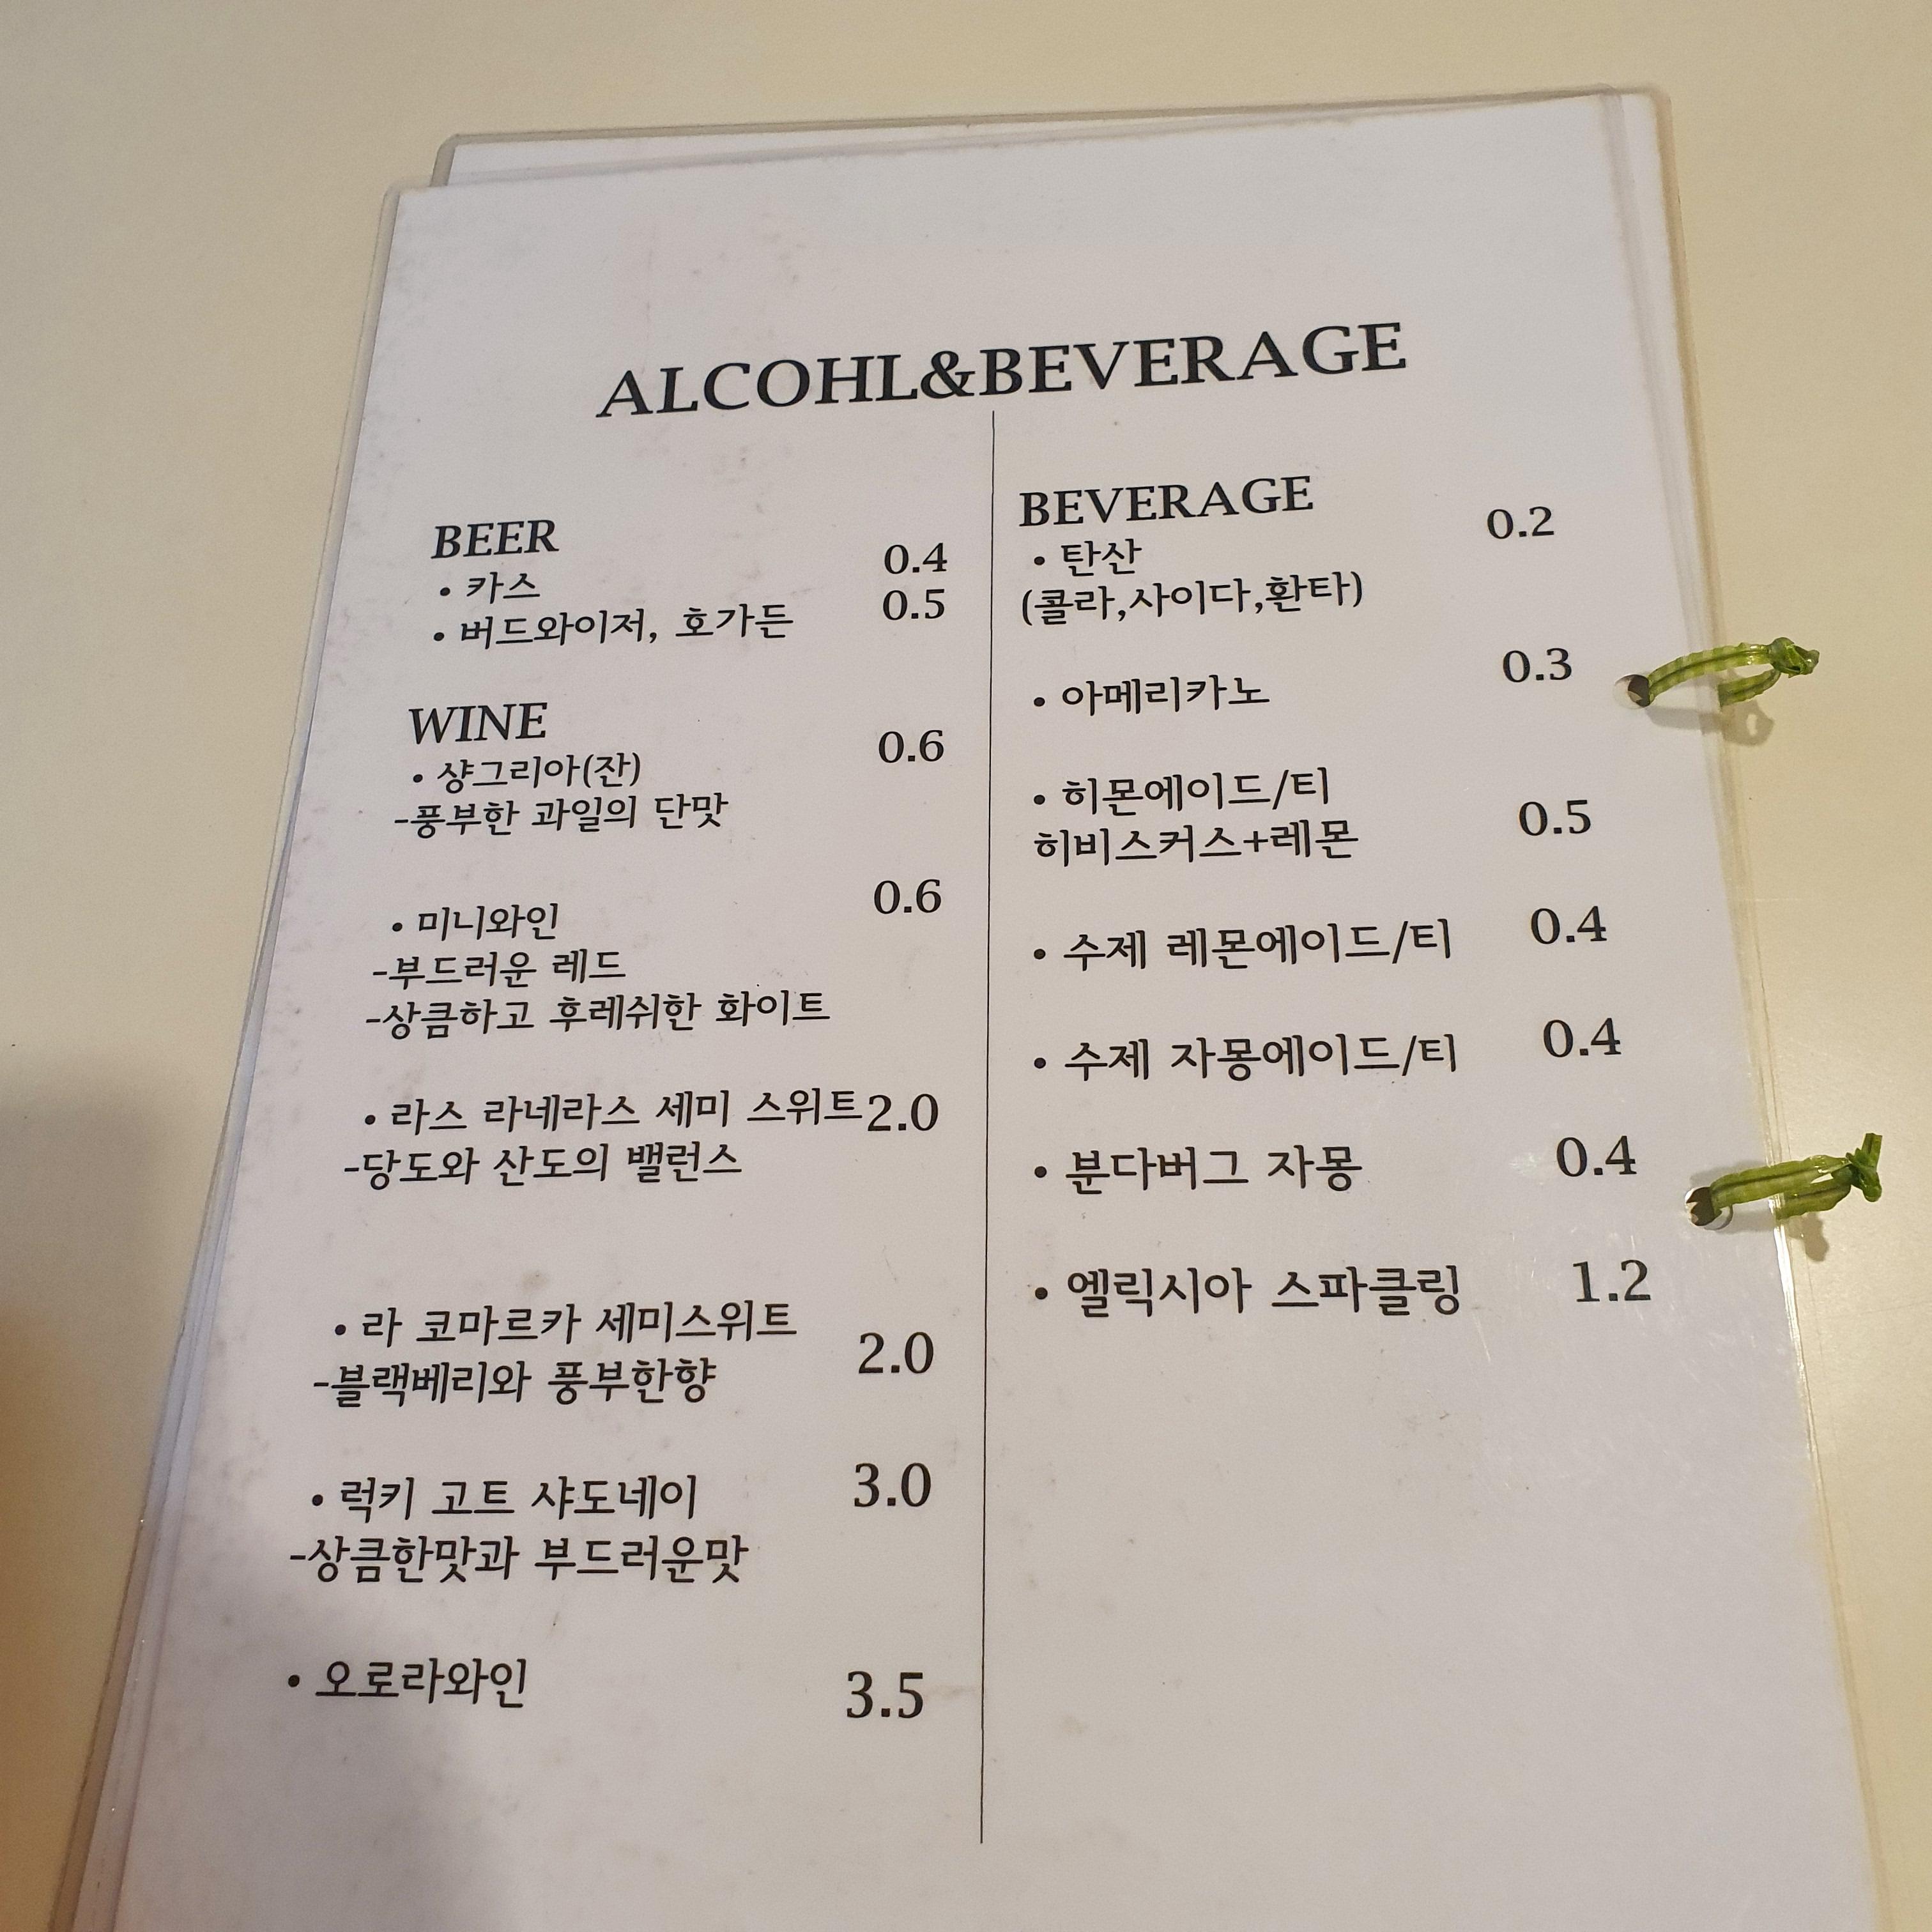 ALCOHL&BEVERAGE
BEER
• 카스 0.4
• 버드와이저, 호가든 0.5
WINE
• 샹그리아(잔) 0.6
-풍부한 과일의 단맛
• 미니와인 0.6
-부드러운 레드
-상큼하고 후레쉬한 화이트
• 라스 라네라스 세미 스위트 2.0
-당도와 산도의 밸런스
• 라 코마르카 세미스위트 2.0
-블랙베리와 풍부한향
• 럭키 고트 샤도네이 3.0
-상큼한맛과 부드러운맛
• 오로라와인 3.5
BEVERAGE
• 탄산 0.2
(콜라,사이다,환타)
• 아메리카노 0.3
• 히몬에이드/티
히비스커스+레몬 0.5
• 수제 레몬에이드/티 0.4
• 수제 자몽에이드/티 0.4
• 분다버그 자몽 0.4
• 엘릭시아 스파클링 1.2